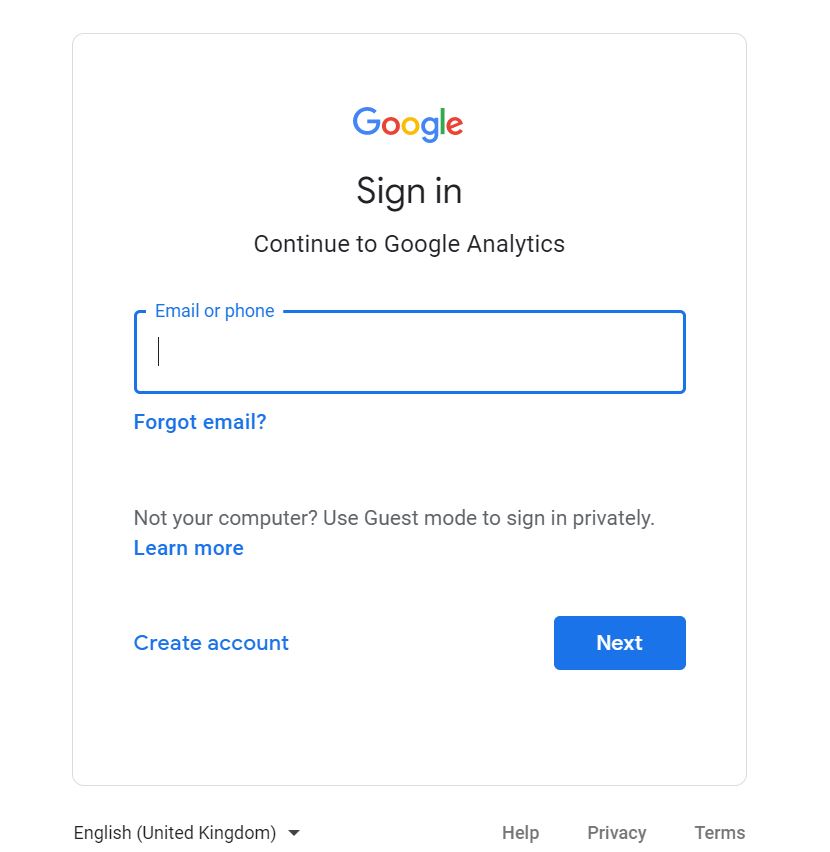 Google
Sign in
Continue to Google Analytics
Email or phone
Forgot email?
Not your computer? Use Guest mode to sign in privately.
Learn more
Create account
Next
English (United Kingdom)
Help
Privacy
Terms